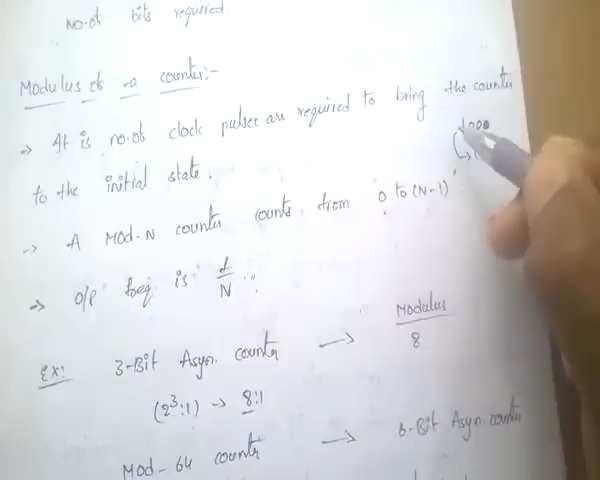 No.of bits required
Modulus of a counter:-
→ It is no.of clock pulses are required to bring the counter
1000
to the initial state.
→ A Mod-N counter counts from 0 to (N-1)
→ O/P freq is f/N
Modulus
Ex: 3-Bit Asyn. counter → 8
(2³:1) → 8:1
Mod-64 counter → 6-Bit Asyn. counter